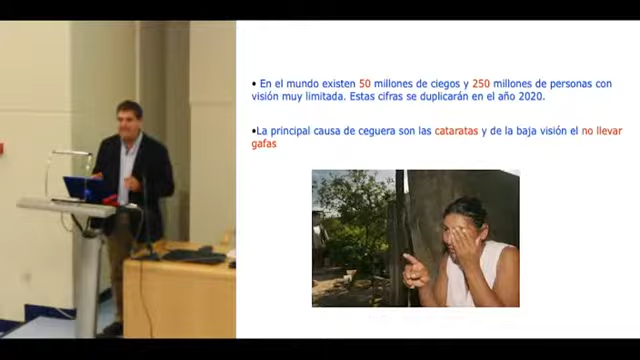 • En el mundo existen 50 millones de ciegos y 250 millones de personas con
visión muy limitada. Estas cifras se duplicarán en el año 2020.
•La principal causa de ceguera son las cataratas y de la baja visión el no llevar
gafas